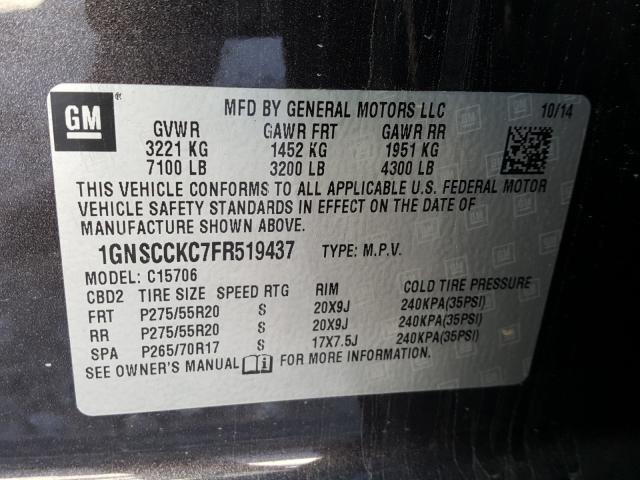 GM ® MFD BY GENERAL MOTORS LLC 10/14
GVWR GAWR FRT GAWR RR
3221 KG 1452 KG 1951 KG
7100 LB 3200 LB 4300 LB
THIS VEHICLE CONFORMS TO ALL APPLICABLE U.S. FEDERAL MOTOR
VEHICLE SAFETY STANDARDS IN EFFECT ON THE DATE OF
MANUFACTURE SHOWN ABOVE.
1GNSCCKC7FR519437 TYPE: M.P.V.
MODEL: C15706
CBD2 TIRE SIZE SPEED RTG RIM COLD TIRE PRESSURE
FRT P275/55R20 S 20X9J 240KPA(35PSI)
RR P275/55R20 S 20X9J 240KPA(35PSI)
SPA P265/70R17 S 17X7.5J 240KPA(35PSI)
SEE OWNER'S MANUAL FOR MORE INFORMATION.